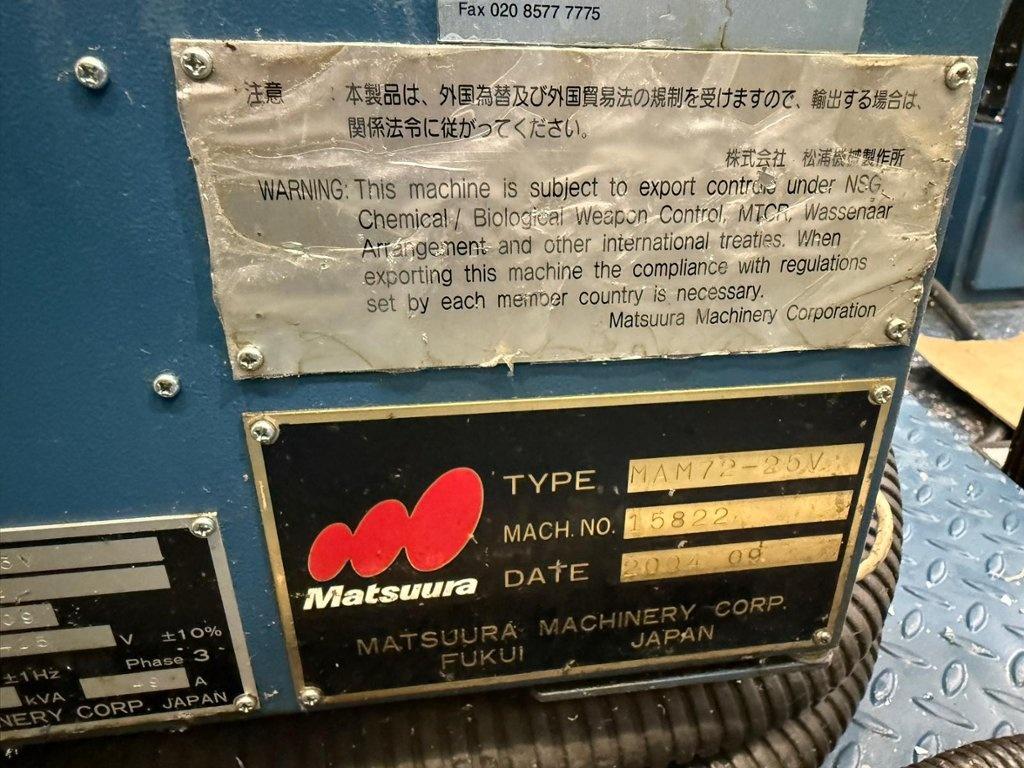 Fax 020 8577 7775
注意 : 本製品は、外国為替及び外国貿易法の規制を受けますので、輸出する場合は、
関係法令に従がってください。
株式会社 松浦機械製作所
WARNING: This machine is subject to export controls under NSG,
Chemical / Biological Weapon Control, MTCR, Wassenaar
Arrangement and other international treaties. When
exporting this machine the compliance with regulations
set by each member country is necessary.
Matsuura Machinery Corporation
TYPE MAM72-25V
MACH. NO. 15822
DATE 2004 09
Matsuura
MATSUURA MACHINERY CORP.
FUKUI JAPAN
5V
09
V ±10%
±1Hz Phase 3
kVA A
NERY CORP. JAPAN